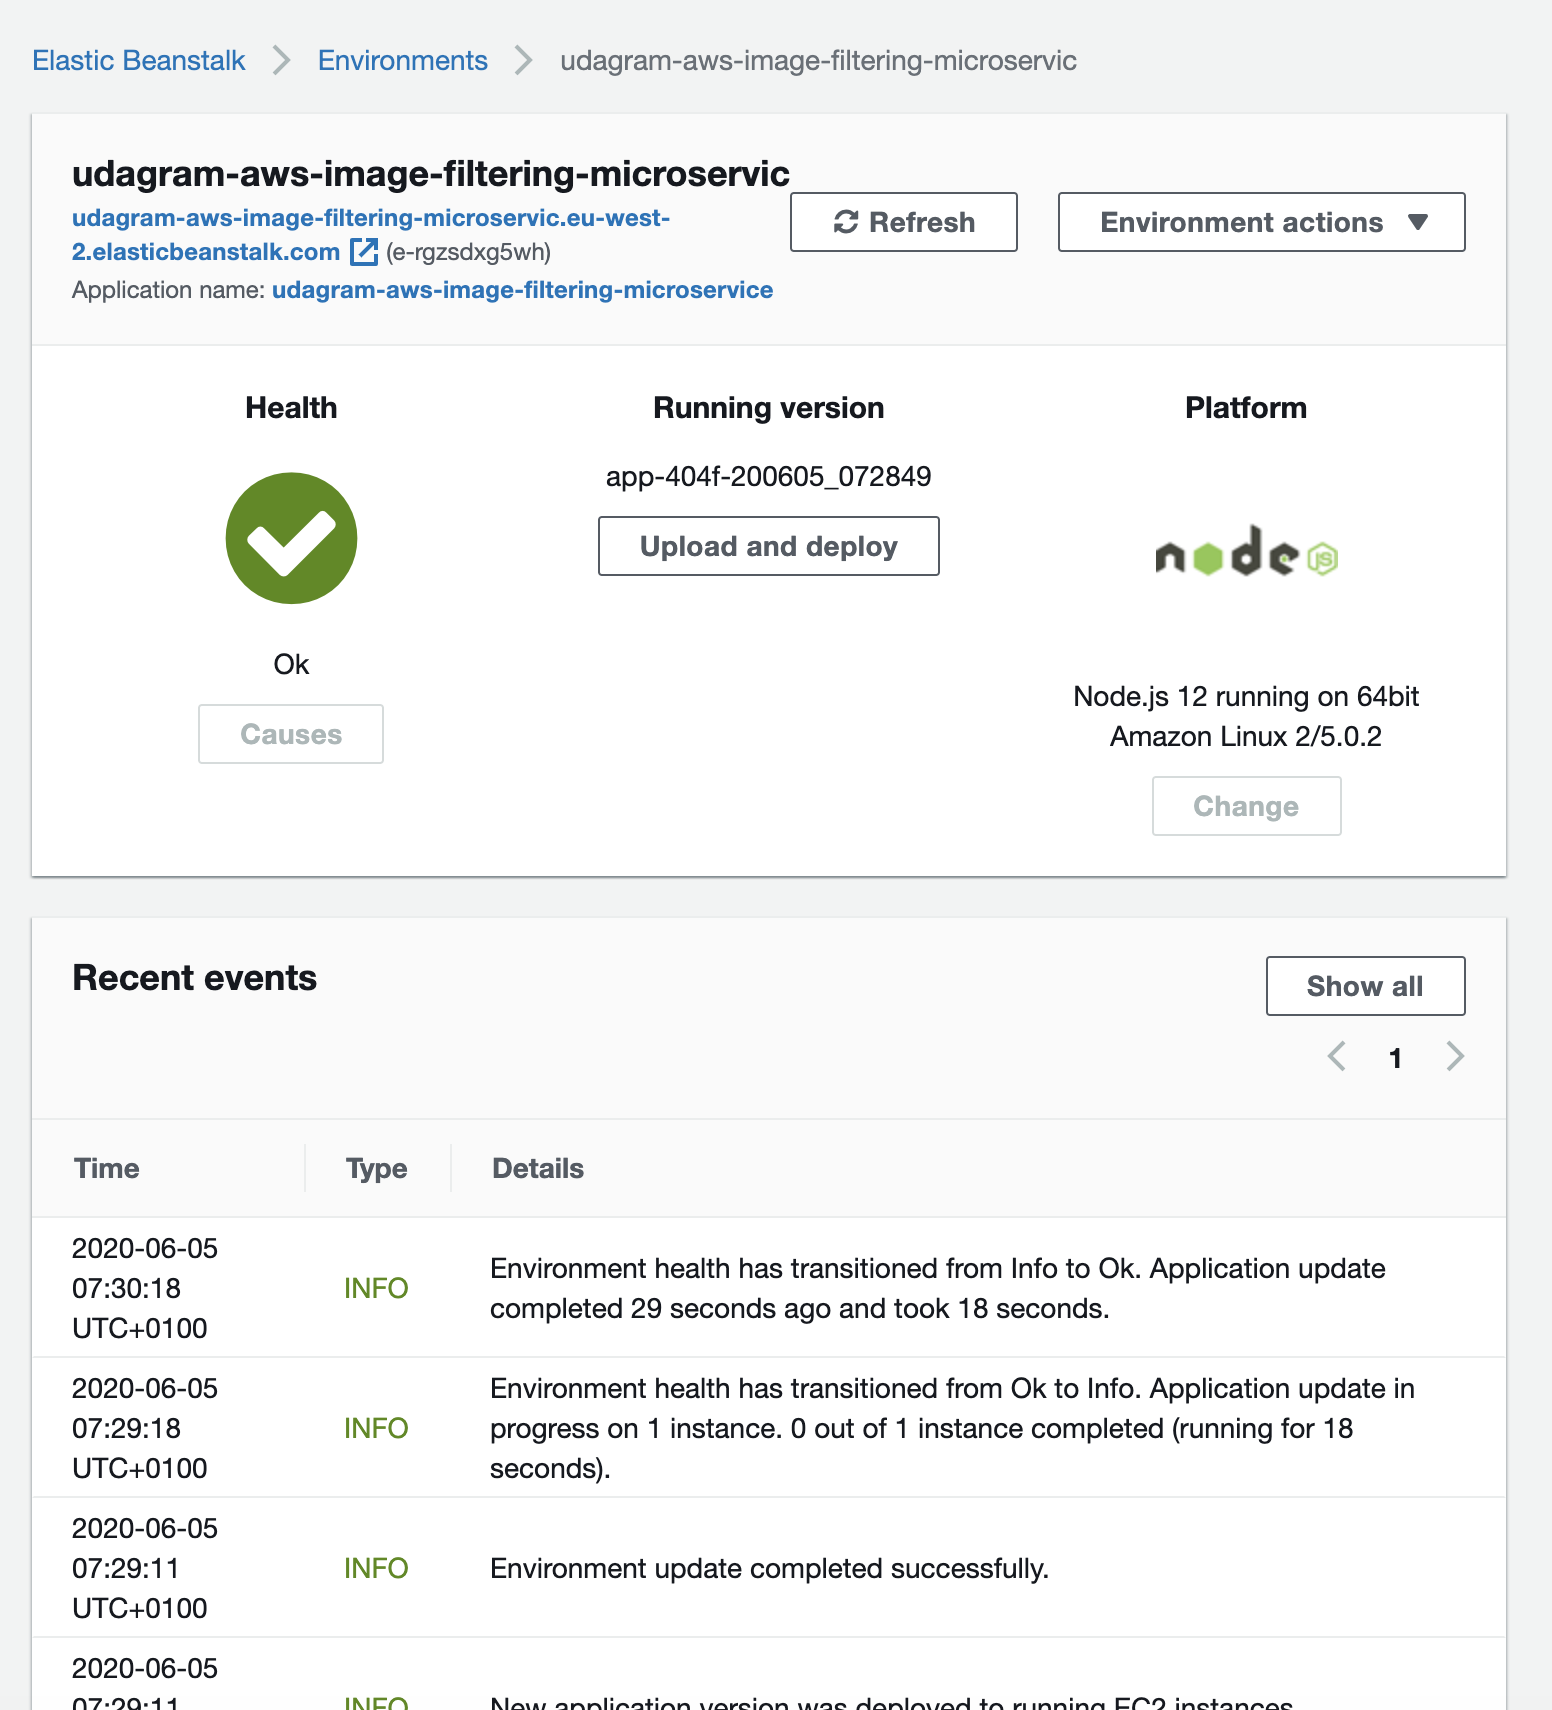 Elastic Beanstalk > Environments > udagram-aws-image-filtering-microservic
udagram-aws-image-filtering-microservic
udagram-aws-image-filtering-microservic.eu-west-
2.elasticbeanstalk.com (e-rgzsdxg5wh)
Application name: udagram-aws-image-filtering-microservice
Refresh
Environment actions
Health
Ok
Causes
Running version
app-404f-200605_072849
Upload and deploy
Platform
node JS
Node.js 12 running on 64bit
Amazon Linux 2/5.0.2
Change
Recent events
Show all
1
Time Type Details
2020-06-05
07:30:18
UTC+0100
INFO
Environment health has transitioned from Info to Ok. Application update
completed 29 seconds ago and took 18 seconds.
2020-06-05
07:29:18
UTC+0100
INFO
Environment health has transitioned from Ok to Info. Application update in
progress on 1 instance. 0 out of 1 instance completed (running for 18
seconds).
2020-06-05
07:29:11
UTC+0100
INFO
Environment update completed successfully.
2020-06-05
07:29:11
INFO
New application version was deployed to running EC2 instances.